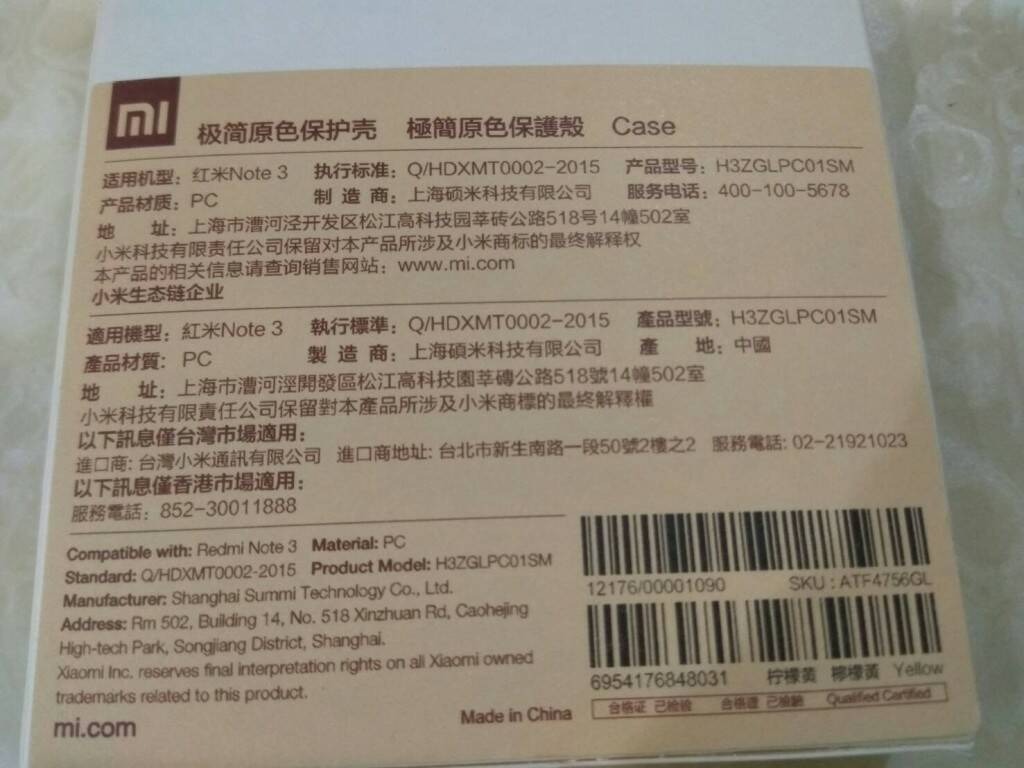 mi
极简原色保护壳 極簡原色保護殼 Case
适用机型: 红米Note 3 执行标准: Q/HDXMT0002-2015 产品型号: H3ZGLPC01SM
产品材质: PC 制 造 商: 上海硕米科技有限公司 服务电话: 400-100-5678
地 址: 上海市漕河泾开发区松江高科技园莘砖公路518号14幢502室
小米科技有限责任公司保留对本产品所涉及小米商标的最终解释权
本产品的相关信息请查询销售网站: www.mi.com
小米生态链企业
適用機型: 紅米Note 3 執行標準: Q/HDXMT0002-2015 產品型號: H3ZGLPC01SM
產品材質: PC 製 造 商: 上海碩米科技有限公司 產 地: 中國
地 址: 上海市漕河涇開發區松江高科技園莘磚公路518號14幢502室
小米科技有限責任公司保留對本產品所涉及小米商標的最終解釋權
以下訊息僅台灣市場適用:
進口商: 台灣小米通訊有限公司 進口商地址: 台北市新生南路一段50號2樓之2 服務電話: 02-21921023
以下訊息僅香港市場適用:
服務電話: 852-30011888
Compatible with: Redmi Note 3 Material: PC
Standard: Q/HDXMT0002-2015 Product Model: H3ZGLPC01SM
Manufacturer: Shanghai Summi Technology Co., Ltd.
Address: Rm 502, Building 14, No. 518 Xinzhuan Rd, Caohejing
High-tech Park, Songjiang District, Shanghai.
Xiaomi Inc. reserves final interpretation rights on all Xiaomi owned
trademarks related to this product.
mi.com
Made in China
12176/00001090 SKU : ATF4756GL
6954176848031 柠檬黄 檸檬黃 Yellow
合格证 已检验 合格證 已檢驗 Qualified Certified